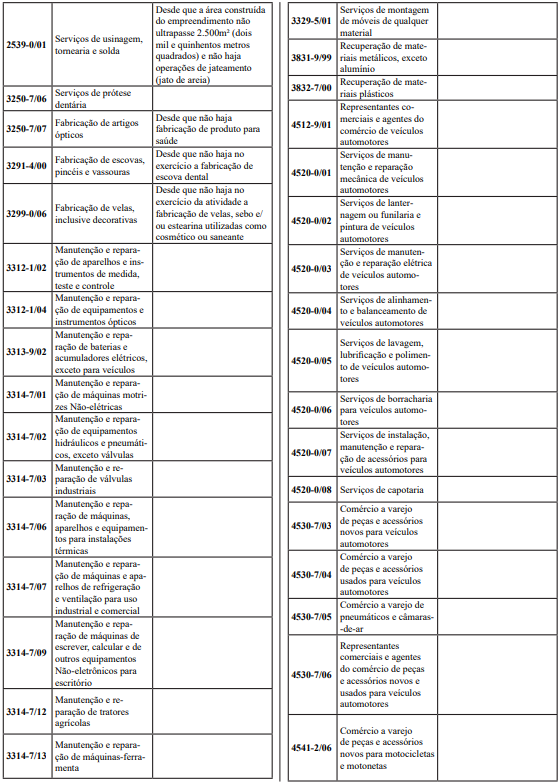 2539-0/01
Serviços de usinagem,
tornearia e solda
Desde que a área construída
do empreendimento não
ultrapasse 2.500m² (dois
mil e quinhentos metros
quadrados) e não haja
operações de jateamento
(jato de areia)
3250-7/06
Serviços de prótese
dentária
3250-7/07
Fabricação de artigos
ópticos
Desde que não haja
fabricação de produto para
saúde
3291-4/00
Fabricação de escovas,
pincéis e vassouras
Desde que não haja no
exercício a fabricação de
escova dental
3299-0/06
Fabricação de velas,
inclusive decorativas
Desde que não haja no
exercício da atividade a
fabricação de velas, sebo e/
ou estearina utilizadas como
cosmético ou saneante
3312-1/02
Manutenção e repara-
ção de aparelhos e ins-
trumentos de medida,
teste e controle
3312-1/04
Manutenção e repara-
ção de equipamentos e
instrumentos ópticos
3313-9/02
Manutenção e repa-
ração de baterias e
acumuladores elétricos,
exceto para veículos
3314-7/01
Manutenção e repara-
ção de máquinas motri-
zes Não-elétricas
3314-7/02
Manutenção e repara-
ção de equipamentos
hidráulicos e pneumáti-
cos, exceto válvulas
3314-7/03
Manutenção e re-
paração de válvulas
industriais
3314-7/06
Manutenção e repa-
ração de máquinas,
aparelhos e equipamen-
tos para instalações
térmicas
3314-7/07
Manutenção e repara-
ção de máquinas e apa-
relhos de refrigeração
e ventilação para uso
industrial e comercial
3314-7/09
Manutenção e repa-
ração de máquinas de
escrever, calcular e de
outros equipamentos
Não-eletrônicos para
escritório
3314-7/12
Manutenção e re-
paração de tratores
agrícolas
3314-7/13
Manutenção e repara-
ção de máquinas-ferra-
menta
3329-5/01
Serviços de montagem
de móveis de qualquer
material
3831-9/99
Recuperação de mate-
riais metálicos, exceto
alumínio
3832-7/00
Recuperação de mate-
riais plásticos
4512-9/01
Representantes co-
merciais e agentes do
comércio de veículos
automotores
4520-0/01
Serviços de manu-
tenção e reparação
mecânica de veículos
automotores
4520-0/02
Serviços de lanter-
nagem ou funilaria e
pintura de veículos
automotores
4520-0/03
Serviços de manuten-
ção e reparação elétrica
de veículos automo-
tores
4520-0/04
Serviços de alinhamen-
to e balanceamento de
veículos automotores
4520-0/05
Serviços de lavagem,
lubrificação e polimento
de veículos automo-
tores
4520-0/06
Serviços de borracharia
para veículos automo-
tores
4520-0/07
Serviços de instalação,
manutenção e repara-
ção de acessórios para
veículos automotores
4520-0/08
Serviços de capotaria
4530-7/03
Comércio a varejo
de peças e acessórios
novos para veículos
automotores
4530-7/04
Comércio a varejo
de peças e acessórios
usados para veículos
automotores
4530-7/05
Comércio a varejo de
pneumáticos e câmaras-
-de-ar
4530-7/06
Representantes
comerciais e agentes
do comércio de peças
e acessórios novos e
usados para veículos
automotores
4541-2/06
Comércio a varejo
de peças e acessórios
novos para motocicletas
e motonetas